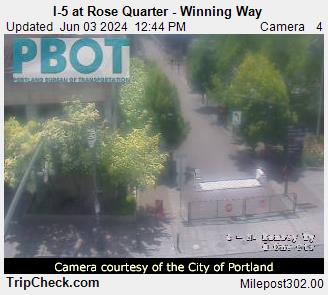 I-5 at Rose Quarter - Winning Way
Updated Jun 03 2024 12:44 PM Camera 4
PBOT
PORTLAND BUREAU OF TRANSPORTATION
Camera courtesy of the City of Portland
TripCheck.com Milepost302.00